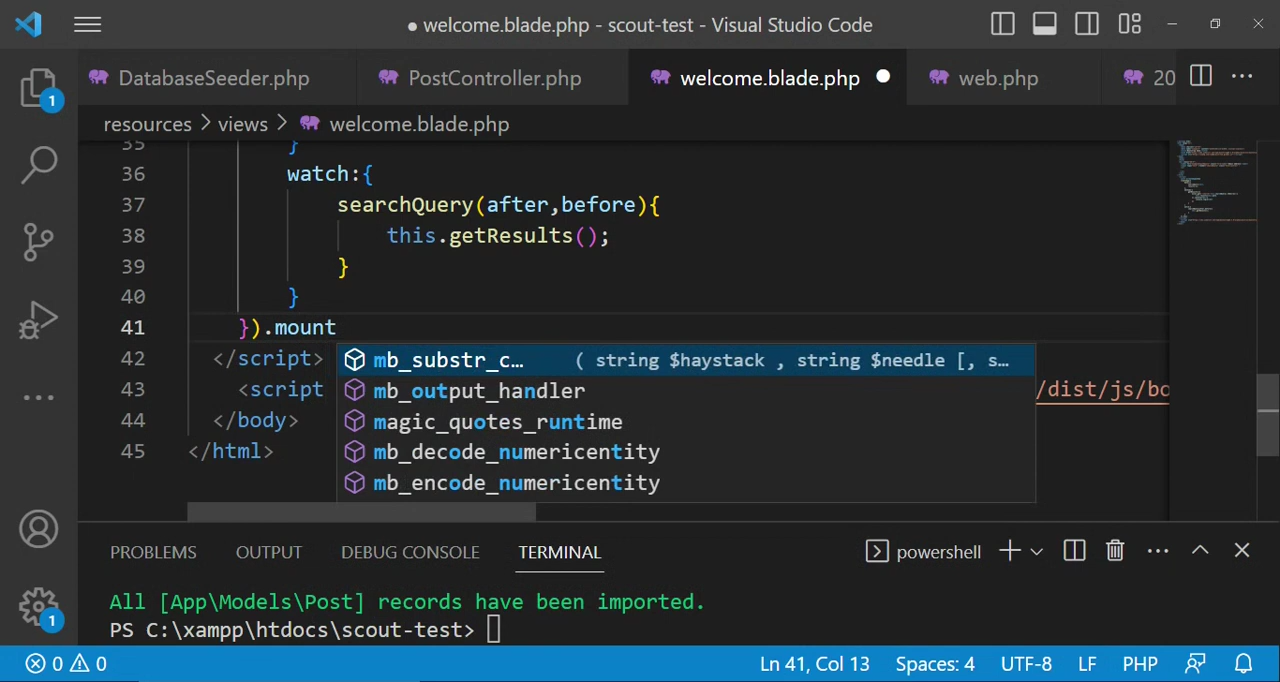 ● welcome.blade.php - scout-test - Visual Studio Code
DatabaseSeeder.php PostController.php welcome.blade.php ● web.php 20
resources > views > welcome.blade.php
35 }
36 watch:{
37 searchQuery(after,before){
38 this.getResults();
39 }
40 }
41 }).mount
mb_substr_c… ( string $haystack , string $needle [, s…
42 </script>
mb_output_handler
43 <script /dist/js/bo
magic_quotes_runtime
44 </body>
mb_decode_numericentity
45 </html>
mb_encode_numericentity
PROBLEMS OUTPUT DEBUG CONSOLE TERMINAL powershell
All [App\Models\Post] records have been imported.
PS C:\xampp\htdocs\scout-test>
0 0 Ln 41, Col 13 Spaces: 4 UTF-8 LF PHP
1
1